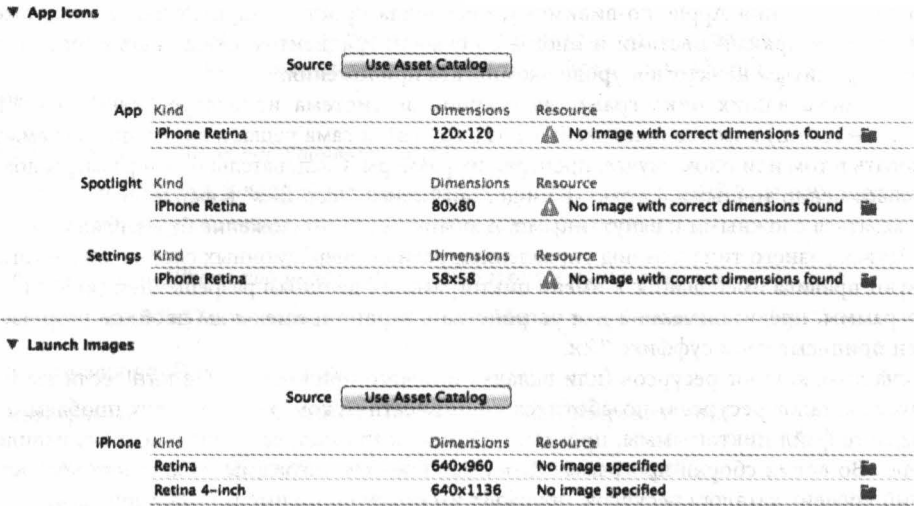 ▼ App Icons
Source Use Asset Catalog
App Kind Dimensions Resource
iPhone Retina 120x120 No image with correct dimensions found
Spotlight Kind Dimensions Resource
iPhone Retina 80x80 No image with correct dimensions found
Settings Kind Dimensions Resource
iPhone Retina 58x58 No image with correct dimensions found
▼ Launch Images
Source Use Asset Catalog
iPhone Kind Dimensions Resource
Retina 640x960 No image specified
Retina 4-inch 640x1136 No image specified